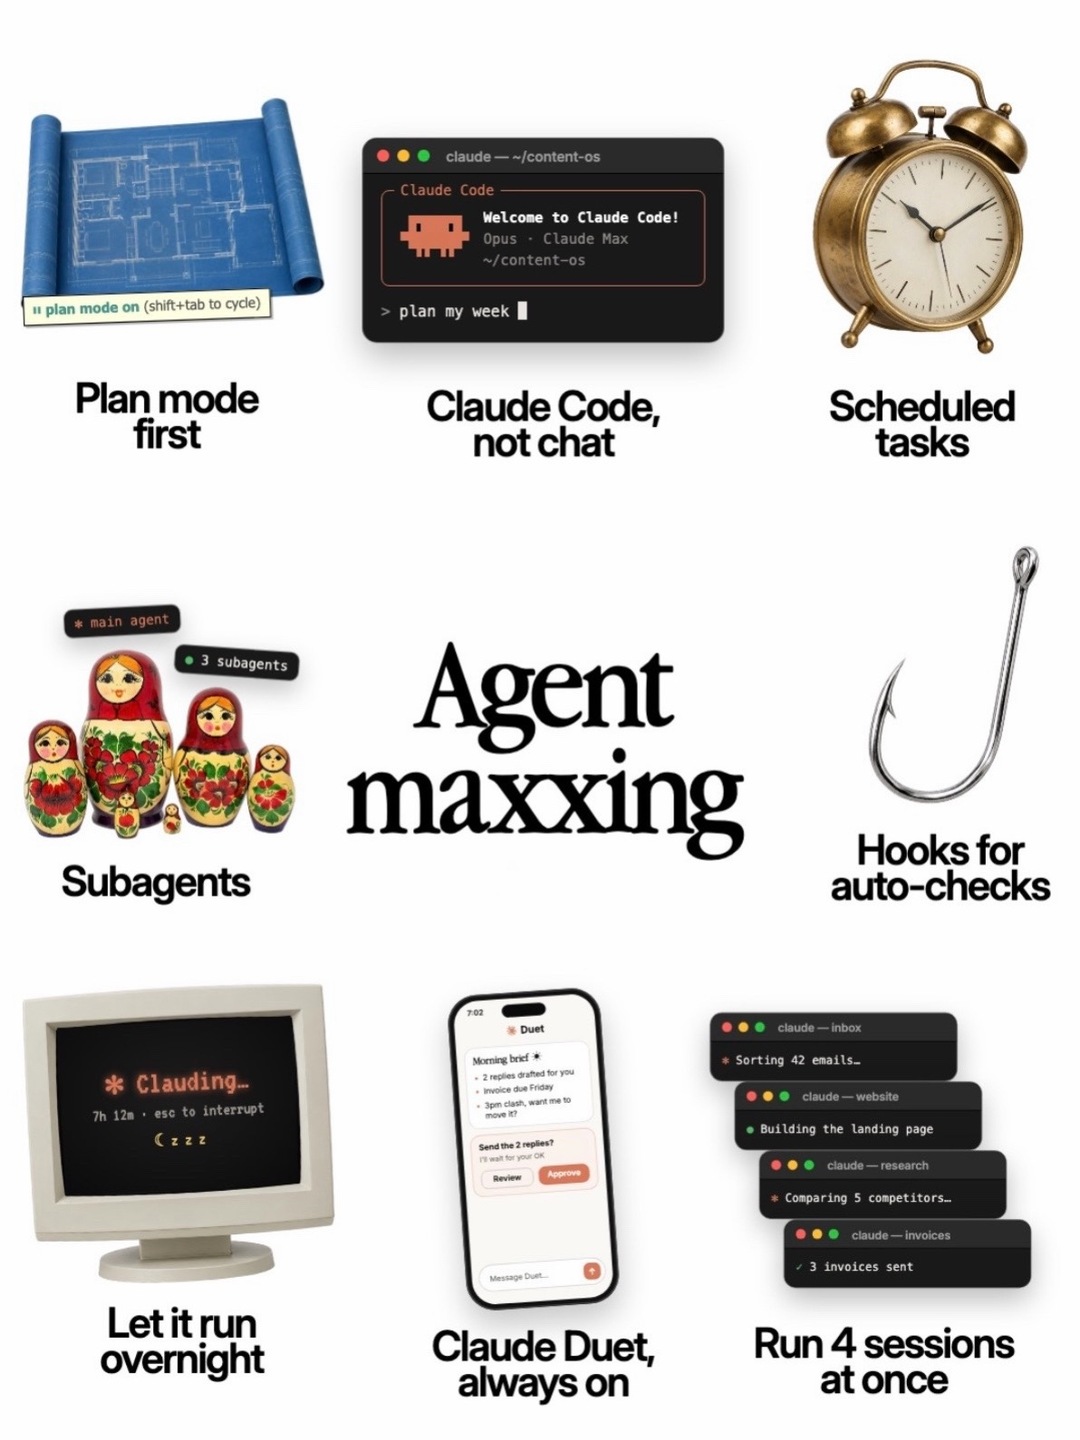 ⏸ plan mode on (shift+tab to cycle)
Plan mode
first
claude — ~/content-os
Claude Code
Welcome to Claude Code!
Opus · Claude Max
~/content-os
> plan my week
Claude Code,
not chat
Scheduled
tasks
✻ main agent
● 3 subagents
Subagents
Agent
maxxing
Hooks for
auto-checks
✻ Clauding…
7h 12m · esc to interrupt
☾ z z z
Let it run
overnight
7:02
Duet
Morning brief ☀
• 2 replies drafted for you
• Invoice due Friday
• 3pm clash, want me to
move it?
Send the 2 replies?
I'll wait for your OK
Review Approve
Message Duet...
Claude Duet,
always on
claude — inbox
✻ Sorting 42 emails…
claude — website
● Building the landing page
claude — research
✻ Comparing 5 competitors…
claude — invoices
✓ 3 invoices sent
Run 4 sessions
at once